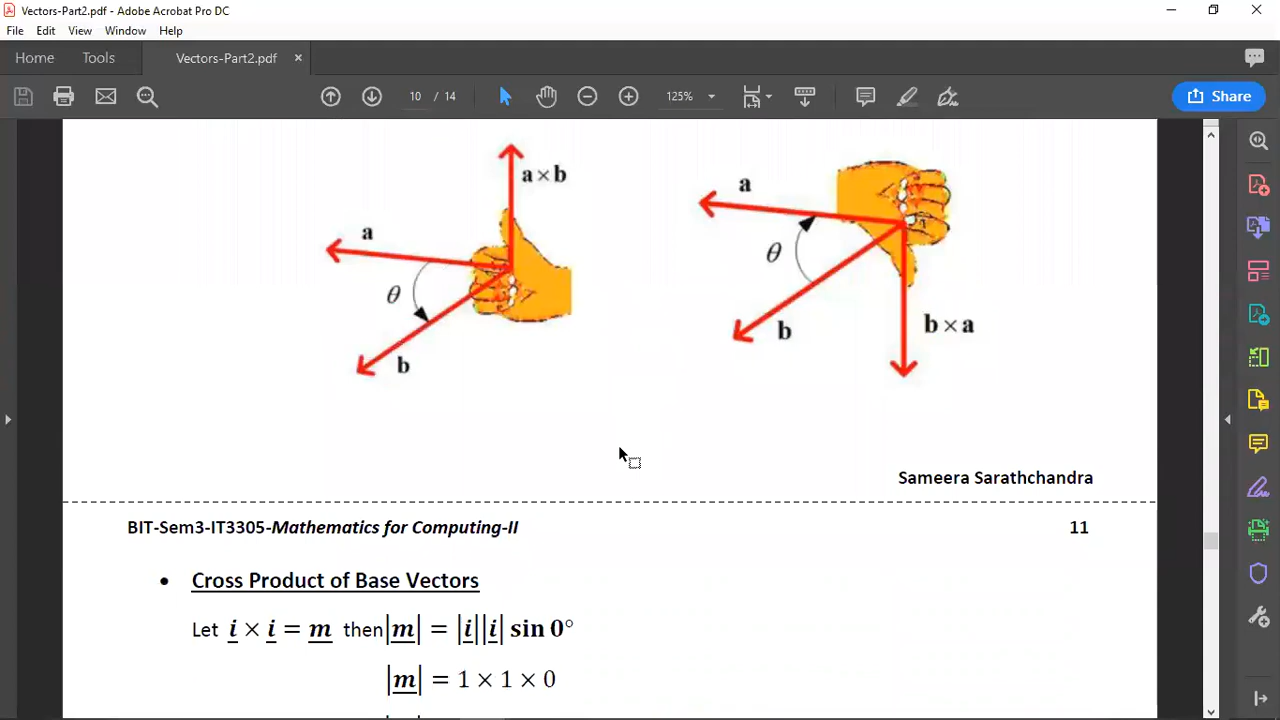 Vectors-Part2.pdf - Adobe Acrobat Pro DC
File Edit View Window Help
Home Tools Vectors-Part2.pdf ×
10 / 14 125% Share
a × b
a
θ
b
a
θ
b
b × a
Sameera Sarathchandra
BIT-Sem3-IT3305-Mathematics for Computing-II 11
• Cross Product of Base Vectors
Let i × i = m then |m| = |i||i| sin 0°
|m| = 1 × 1 × 0